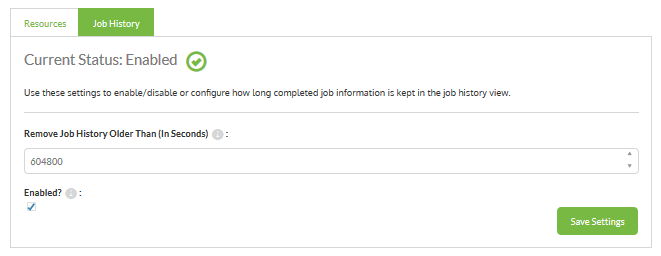 Resources
Job History
Current Status: Enabled
Use these settings to enable/disable or configure how long completed job information is kept in the job history view.
Remove Job History Older Than (In Seconds) :
604800
Enabled? :
Save Settings